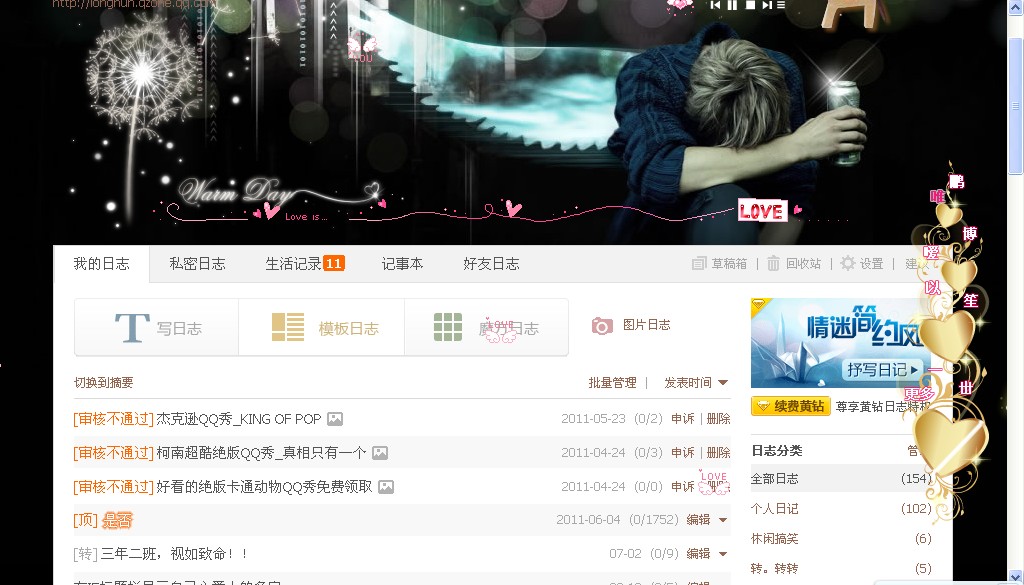 http://longhun.qzone.qq.com
YOU
Warm Day
Love is...
LOVE
唯 鹏
博
爱
以 笙
一 世
更多
我的日志 私密日志 生活记录 11 记事本 好友日志 草稿箱 | 回收站 | 设置 |
写日志 模板日志 日志 图片日志
LOVE
情迷简约风
抒写日记
切换到摘要 批量管理 | 发表时间
续费黄钻 尊享黄钻日志特权
[审核不通过] 杰克逊QQ秀_KING OF POP 2011-05-23 (0/2) 申诉 | 删除
[审核不通过] 柯南超酷绝版QQ秀_真相只有一个 2011-04-24 (0/3) 申诉 | 删除
[审核不通过] 好看的绝版卡通动物QQ秀免费领取 2011-04-24 (0/0) 申诉
LOVE
[顶] 是否 2011-06-04 (0/1752) 编辑
[转] 三年二班，视如致命！！ 07-02 (0/9) 编辑
日志分类
全部日志 (154)
个人日记 (102)
休闲搞笑 (6)
转。转转 (5)